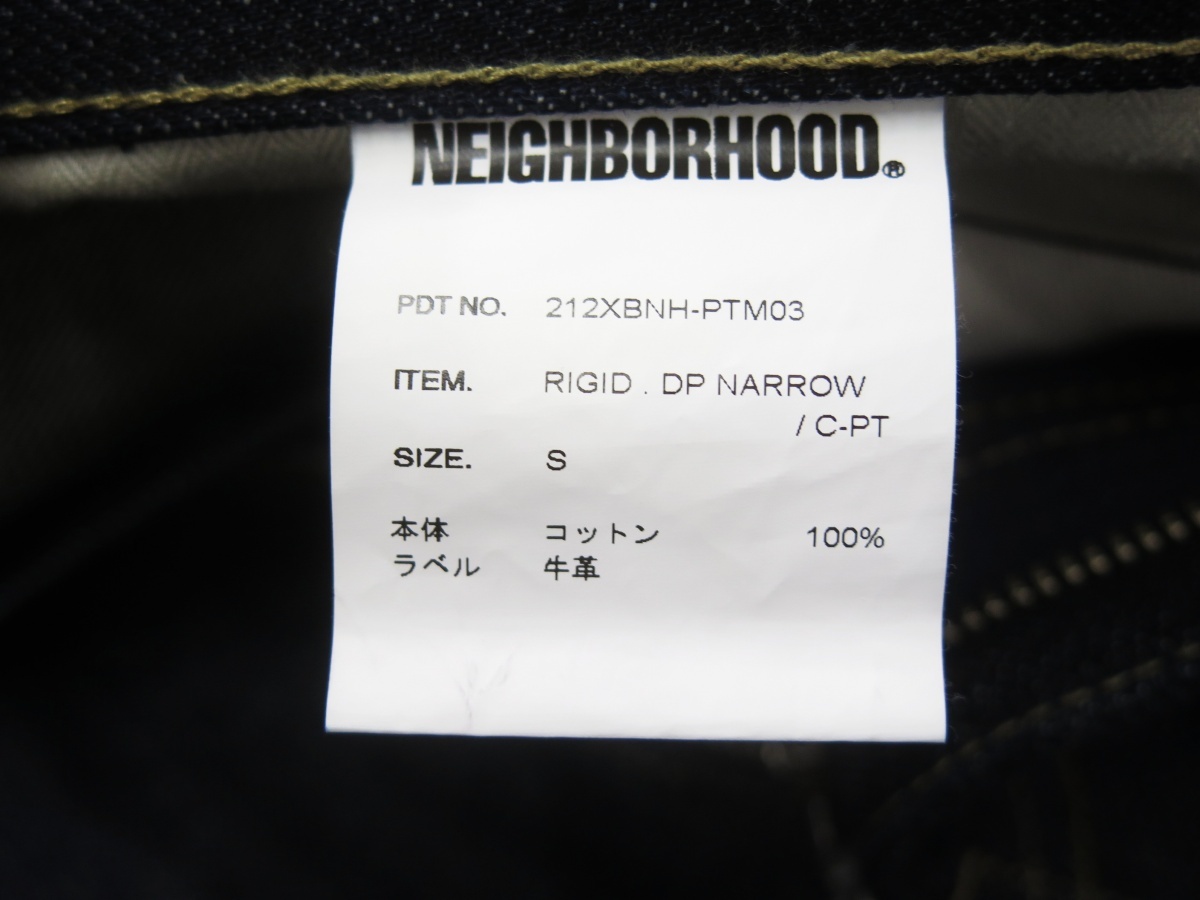 NEIGHBORHOOD®
PDT NO. 212XBNH-PTM03
ITEM. RIGID . DP NARROW
/ C-PT
SIZE. S
本体 コットン 100%
ラベル 牛革